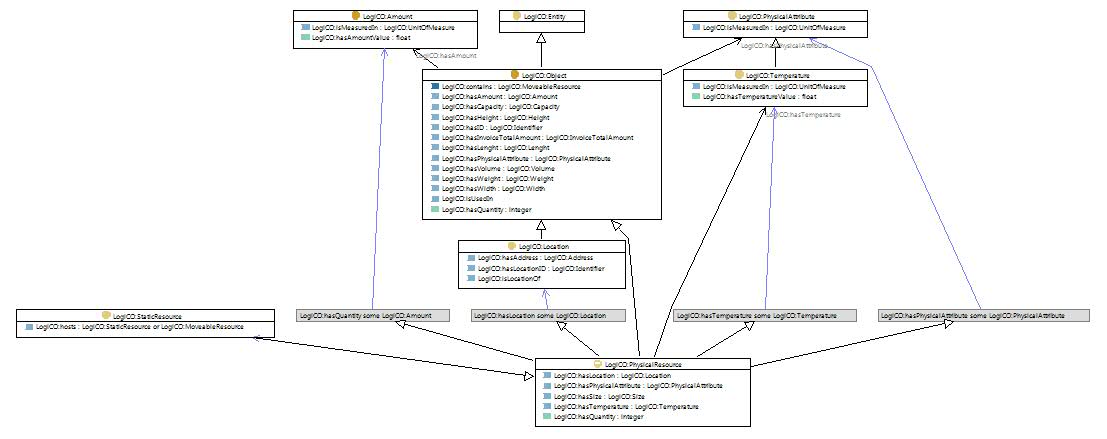 LogiCO:Amount
LogiCO:isMeasuredIn : LogiCO:UnitOfMeasure
LogiCO:hasAmountValue : float
LogiCO:Entity
LogiCO:PhysicalAttribute
LogiCO:isMeasuredIn : LogiCO:UnitOfMeasure
LogiCO:hasPhysicalAttribute
LogiCO:hasAmount
LogiCO:Object
LogiCO:contains : LogiCO:MoveableResource
LogiCO:hasAmount : LogiCO:Amount
LogiCO:hasCapacity : LogiCO:Capacity
LogiCO:hasHeight : LogiCO:Height
LogiCO:hasID : LogiCO:Identifier
LogiCO:hasInvoiceTotalAmount : LogiCO:InvoiceTotalAmount
LogiCO:hasLenght : LogiCO:Lenght
LogiCO:hasPhysicalAttribute : LogiCO:PhysicalAttribute
LogiCO:hasVolume : LogiCO:Volume
LogiCO:hasWeight : LogiCO:Weight
LogiCO:hasWidth : LogiCO:Width
LogiCO:isUsedIn
LogiCO:hasQuantity : Integer
LogiCO:Temperature
LogiCO:isMeasuredIn : LogiCO:UnitOfMeasure
LogiCO:hasTemperatureValue : float
LogiCO:hasTemperature
LogiCO:Location
LogiCO:hasAddress : LogiCO:Address
LogiCO:hasLocationID : LogiCO:Identifier
LogiCO:isLocationOf
LogiCO:StaticResource
LogiCO:hosts : LogiCO:StaticResource or LogiCO:MoveableResource
LogiCO:hasQuantity some LogiCO:Amount
LogiCO:hasLocation some LogiCO:Location
LogiCO:hasTemperature some LogiCO:Temperature
LogiCO:hasPhysicalAttribute some LogiCO:PhysicalAttribute
LogiCO:PhysicalResource
LogiCO:hasLocation : LogiCO:Location
LogiCO:hasPhysicalAttribute : LogiCO:PhysicalAttribute
LogiCO:hasSize : LogiCO:Size
LogiCO:hasTemperature : LogiCO:Temperature
LogiCO:hasQuantity : Integer